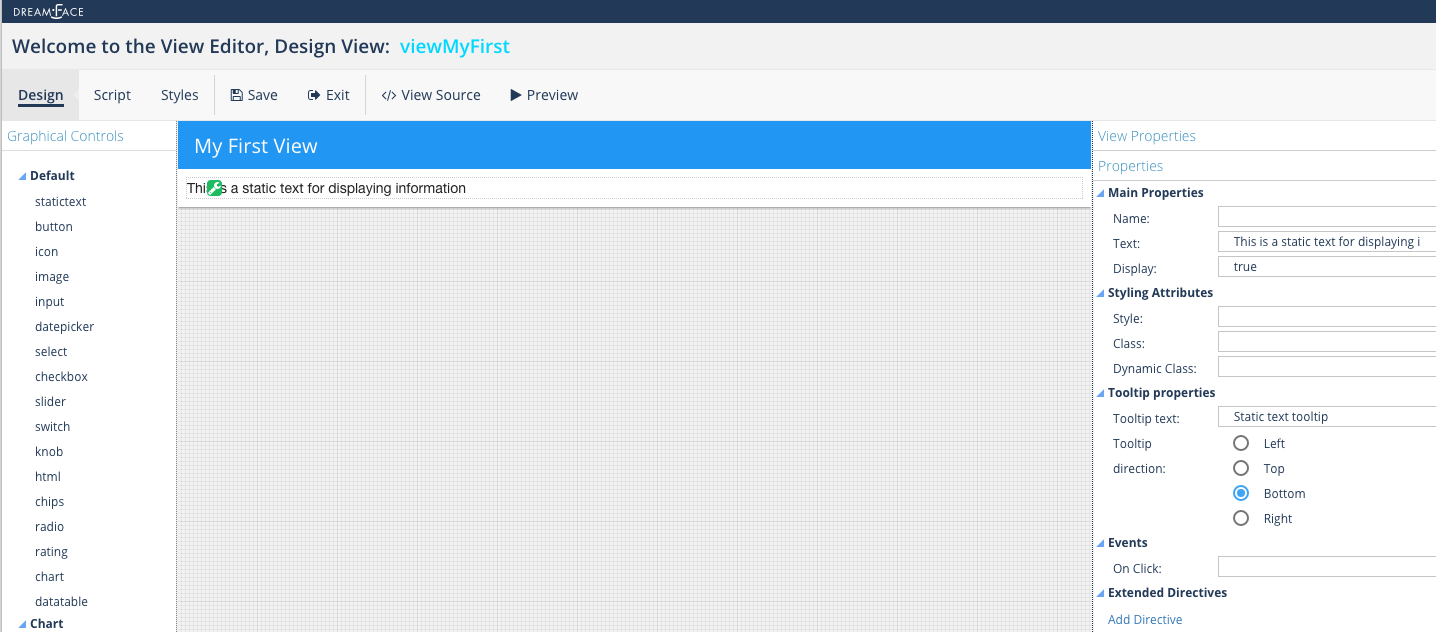 DREAMFACE
Welcome to the View Editor, Design View: viewMyFirst
Design Script Styles Save Exit </> View Source Preview
Graphical Controls
Default
statictext
button
icon
image
input
datepicker
select
checkbox
slider
switch
knob
html
chips
radio
rating
chart
datatable
Chart
My First View
This is a static text for displaying information
View Properties
Properties
Main Properties
Name:
Text: This is a static text for displaying i
Display: true
Styling Attributes
Style:
Class:
Dynamic Class:
Tooltip properties
Tooltip text: Static text tooltip
Tooltip Left
direction: Top
Bottom
Right
Events
On Click:
Extended Directives
Add Directive